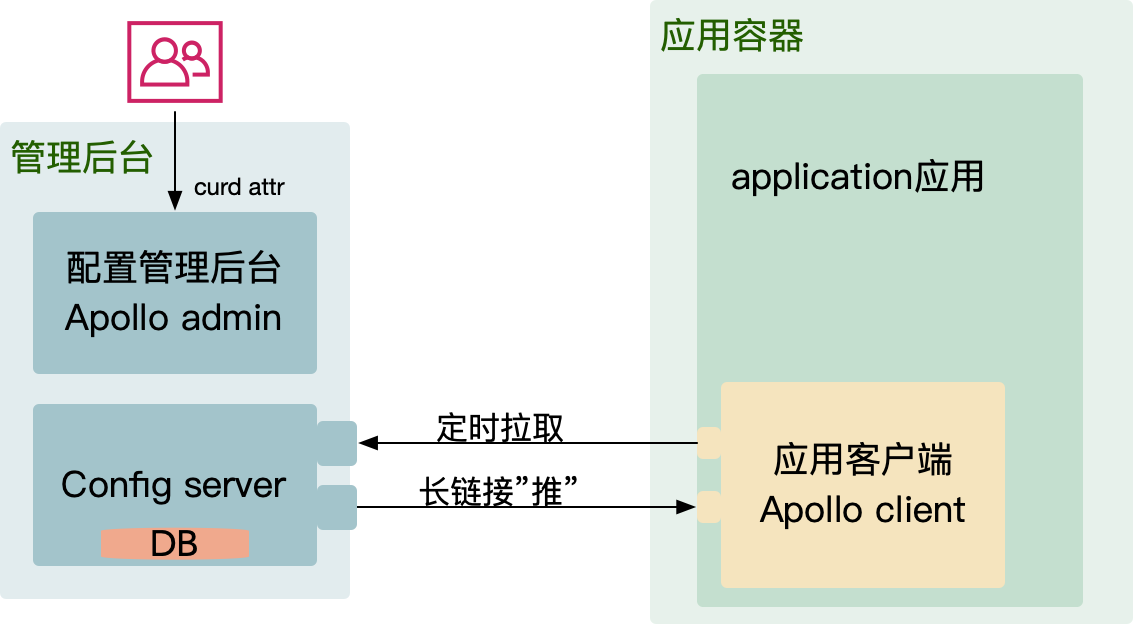 管理后台
curd attr
配置管理后台
Apollo admin
Config server
DB
定时拉取
长链接”推”
应用容器
application应用
应用客户端
Apollo client